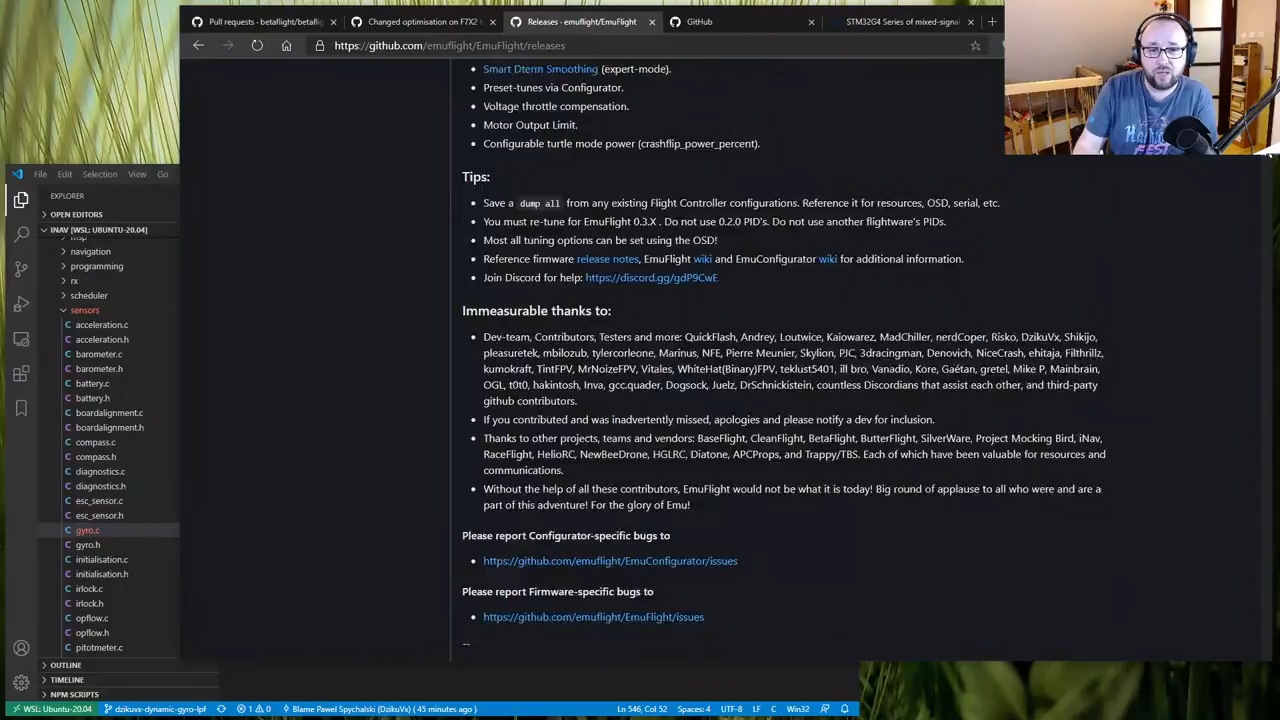 Pull requests - betaflight/betaflig
Changed optimisation on F7X2
Releases - emuflight/EmuFlight
GitHub
STM32G4 Series of mixed-signal
https://github.com/emuflight/EmuFlight/releases
Smart Dterm Smoothing (expert-mode).
Preset-tunes via Configurator.
Voltage throttle compensation.
Motor Output Limit.
Configurable turtle mode power (crashflip_power_percent).
Tips:
Save a dump all from any existing Flight Controller configurations. Reference it for resources, OSD, serial, etc.
You must re-tune for EmuFlight 0.3.X . Do not use 0.2.0 PID's. Do not use another flightware's PIDs.
Most all tuning options can be set using the OSD!
Reference firmware release notes, EmuFlight wiki and EmuConfigurator wiki for additional information.
Join Discord for help: https://discord.gg/gdP9CwE
Immeasurable thanks to:
Dev-team, Contributors, Testers and more: QuickFlash, Andrey, Loutwice, Kaiowarez, MadChiller, nerdCoper, Risko, DzikuVx, Shikijo,
pleasuretek, mbilozub, tylercorleone, Marinus, NFE, Pierre Meunier, Skylion, PJC, 3dracingman, Denovich, NiceCrash, ehitaja, Filthrillz,
kumokraft, TintFPV, MrNoizeFPV, Vitales, WhiteHat(Binary)FPV, teklust5401, ill bro, Vanadio, Kore, Gaétan, gretel, Mike P, Mainbrain,
OGL, t0t0, hakintosh, Inva, gcc.quader, Dogsock, Juelz, DrSchnickistein, countless Discordians that assist each other, and third-party
github contributors.
If you contributed and was inadvertently missed, apologies and please notify a dev for inclusion.
Thanks to other projects, teams and vendors: BaseFlight, CleanFlight, BetaFlight, ButterFlight, SilverWare, Project Mocking Bird, iNav,
RaceFlight, HelioRC, NewBeeDrone, HGLRC, Diatone, APCProps, and Trappy/TBS. Each of which have been valuable for resources and
communications.
Without the help of all these contributors, EmuFlight would not be what it is today! Big round of applause to all who were and are a
part of this adventure! For the glory of Emu!
Please report Configurator-specific bugs to
https://github.com/emuflight/EmuConfigurator/issues
Please report Firmware-specific bugs to
https://github.com/emuflight/EmuFlight/issues
--
File Edit Selection View Go
EXPLORER
OPEN EDITORS
INAV [WSL: UBUNTU-20.04]
msp
navigation
programming
rx
scheduler
sensors
C acceleration.c
C acceleration.h
C barometer.c
C barometer.h
C battery.c
C battery.h
C boardalignment.c
C boardalignment.h
C compass.c
C compass.h
C diagnostics.c
C diagnostics.h
C esc_sensor.c
C esc_sensor.h
C gyro.c
C gyro.h
C initialisation.c
C initialisation.h
C irlock.c
C irlock.h
C opflow.c
C opflow.h
C pitotmeter.c
OUTLINE
TIMELINE
NPM SCRIPTS
WSL: Ubuntu-20.04 dzikuvx-dynamic-gyro-lpf 1 0 Blame Pawel Spychalski (DzikuVx) ( 45 minutes ago ) Ln 546, Col 52 Spaces: 4 UTF-8 LF C Win32